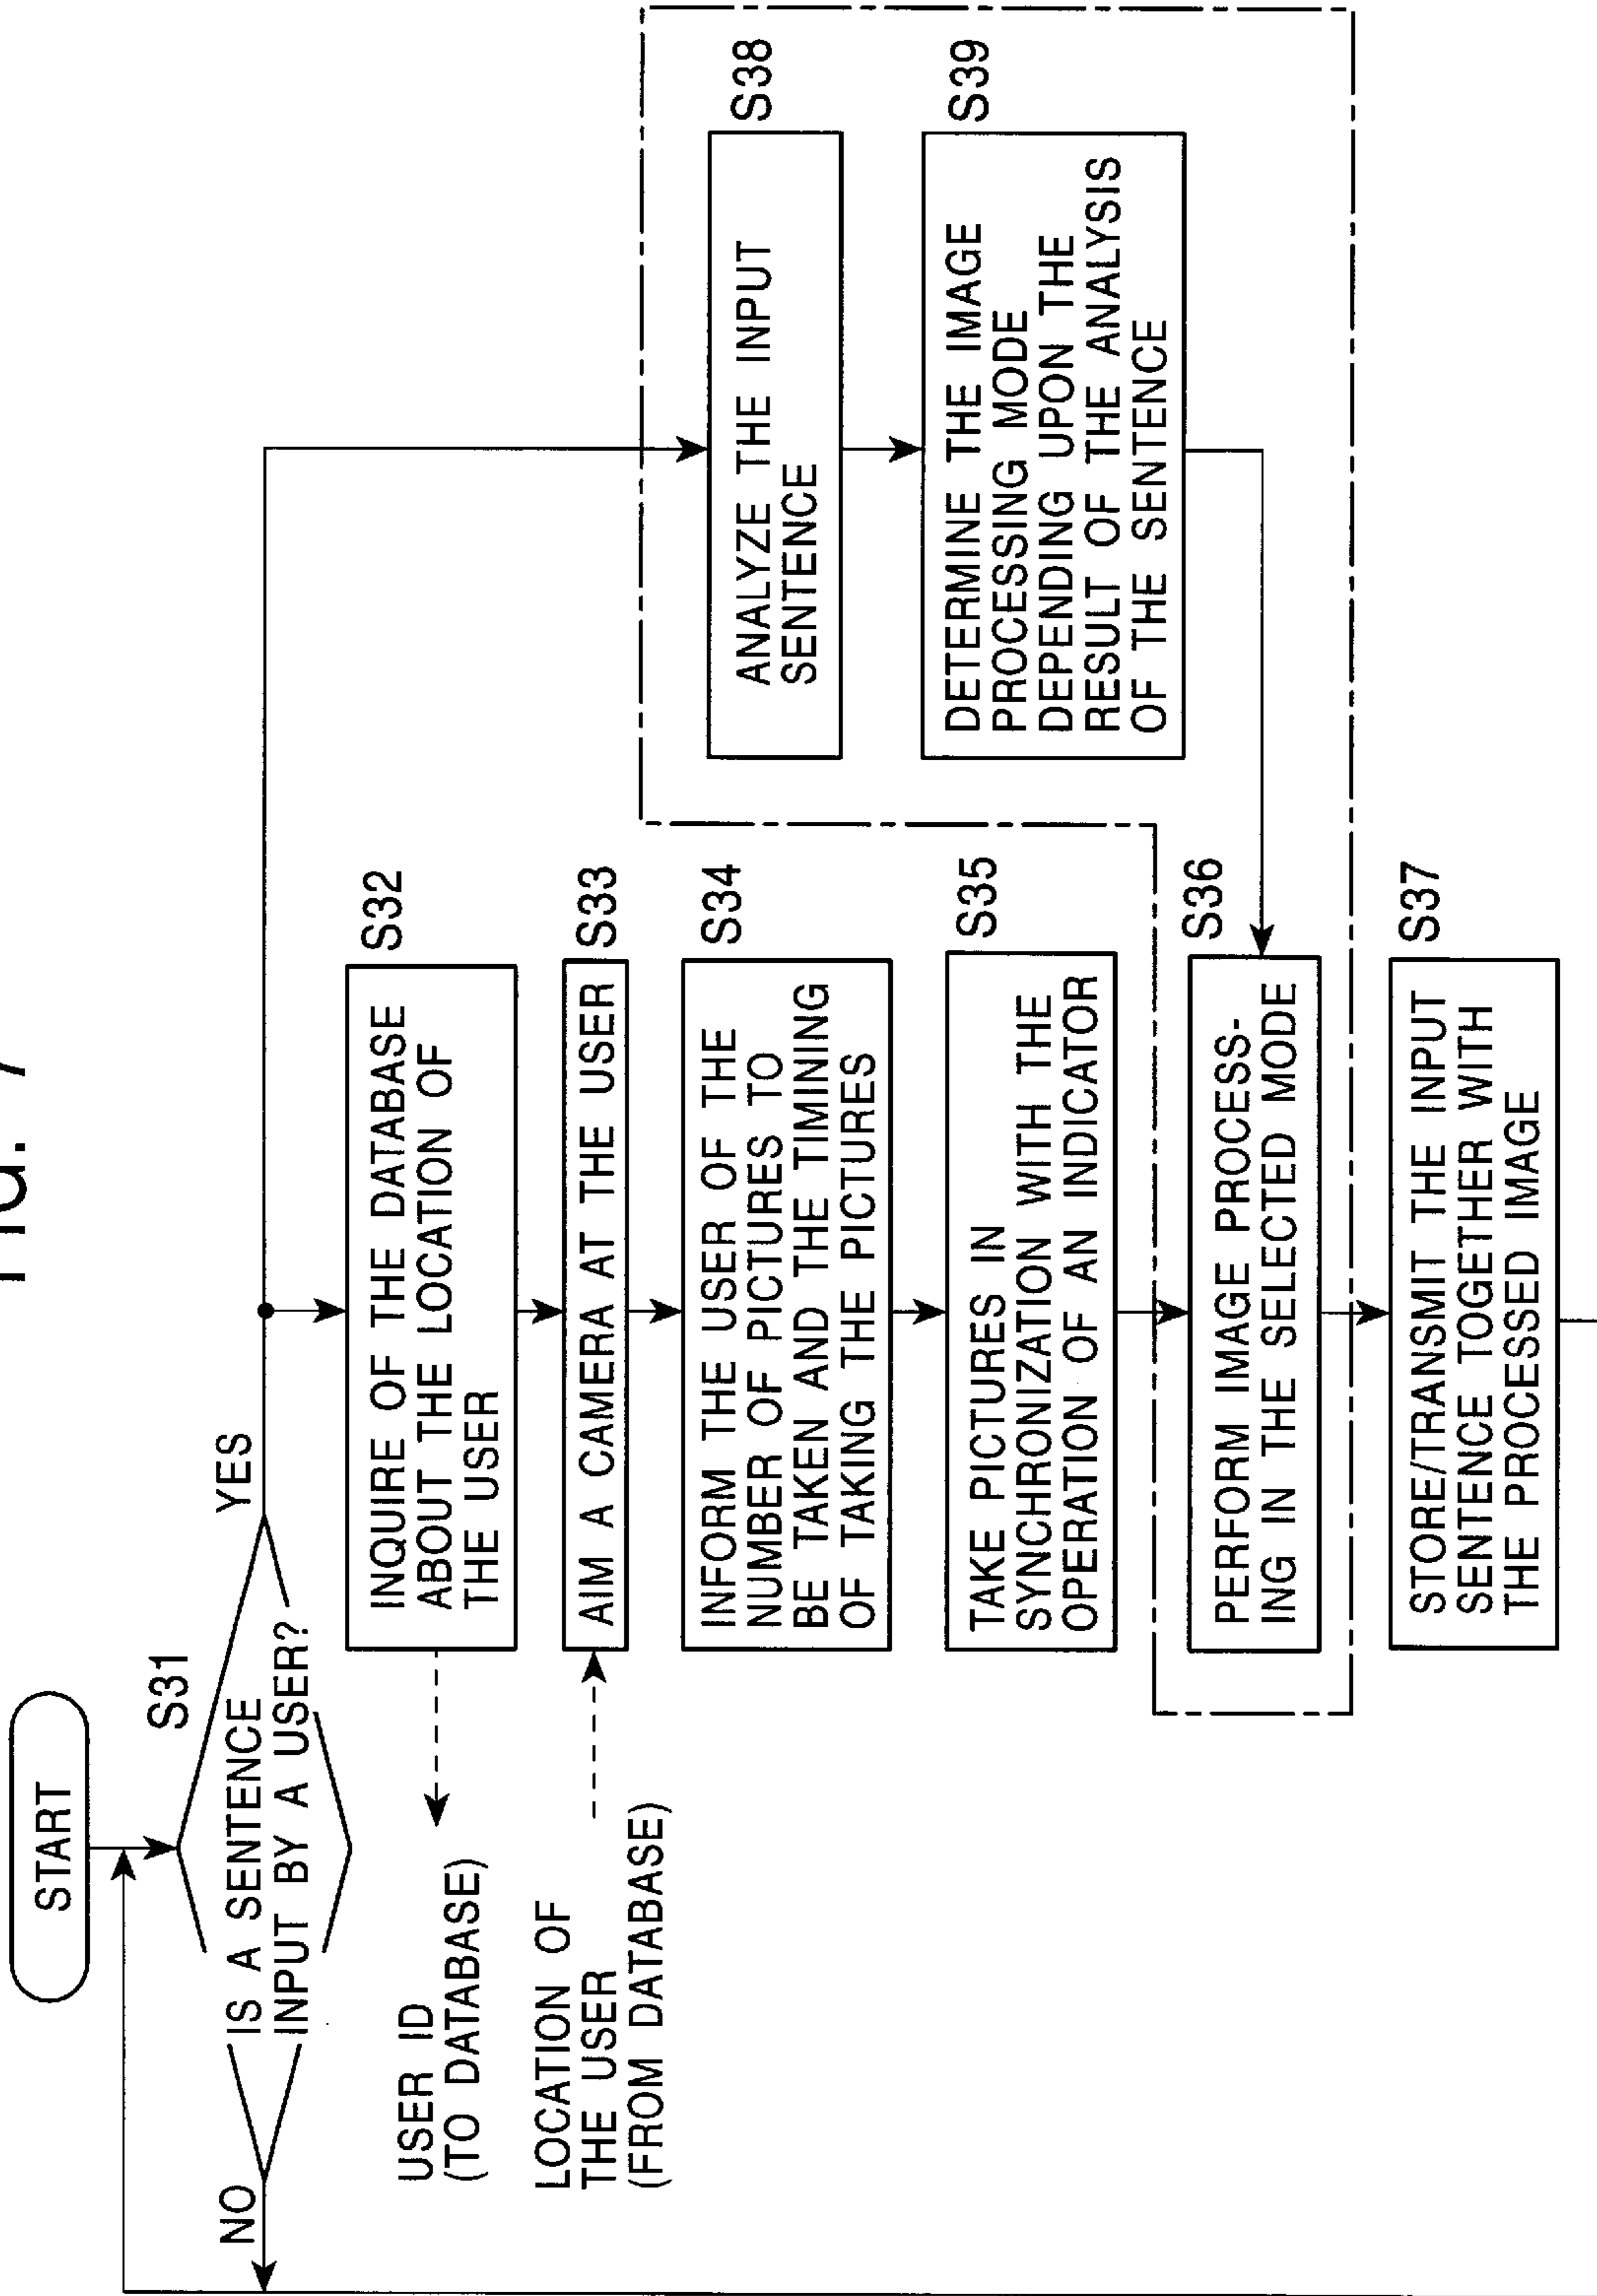 FIG. 7
START
S31
IS A SENTENCE
INPUT BY A USER?
NO
YES
S32
INQUIRE OF THE DATABASE
ABOUT THE LOCATION OF
THE USER
USER ID
(TO DATABASE)
S33
AIM A CAMERA AT THE USER
LOCATION OF
THE USER
(FROM DATABASE)
S34
INFORM THE USER OF THE
NUMBER OF PICTURES TO
BE TAKEN AND THE TIMINING
OF TAKING THE PICTURES
S35
TAKE PICTURES IN
SYNCHRONIZATION WITH THE
OPERATION OF AN INDICATOR
S36
PERFORM IMAGE PROCESS-
ING IN THE SELECTED MODE
S37
STORE/TRANSMIT THE INPUT
SENTENCE TOGETHER WITH
THE PROCESSED IMAGE
S38
ANALYZE THE INPUT
SENTENCE
S39
DETERMINE THE IMAGE
PROCESSING MODE
DEPENDING UPON THE
RESULT OF THE ANALYSIS
OF THE SENTENCE